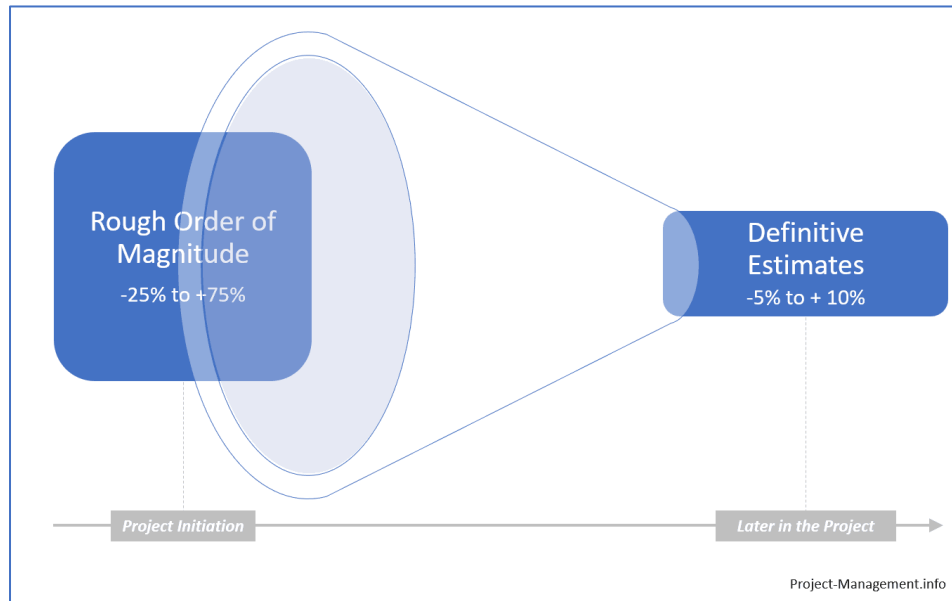 Rough Order of
Magnitude
-25% to +75%
Definitive
Estimates
-5% to + 10%
Project Initiation
Later in the Project
Project-Management.info